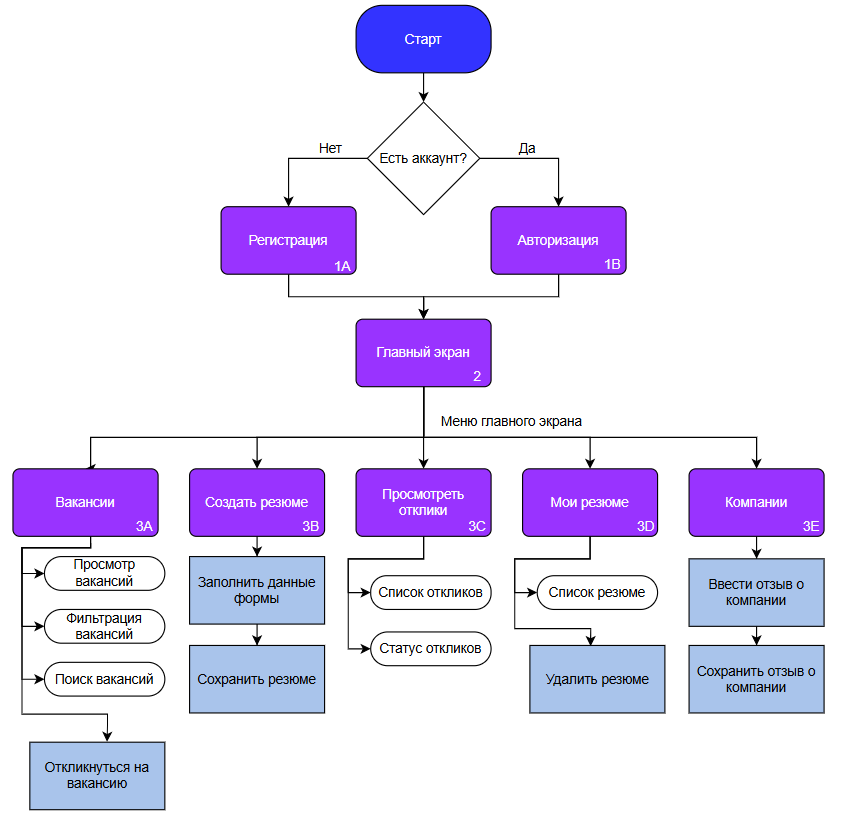 Старт
Есть аккаунт?
Нет
Да
Регистрация
1A
Авторизация
1B
Главный экран
2
Меню главного экрана
Вакансии
3A
Создать резюме
3B
Просмотреть
отклики
3C
Мои резюме
3D
Компании
3E
Просмотр
вакансий
Фильтрация
вакансий
Поиск вакансий
Откликнуться на
вакансию
Заполнить данные
формы
Сохранить резюме
Список откликов
Статус откликов
Список резюме
Удалить резюме
Ввести отзыв о
компании
Сохранить отзыв о
компании